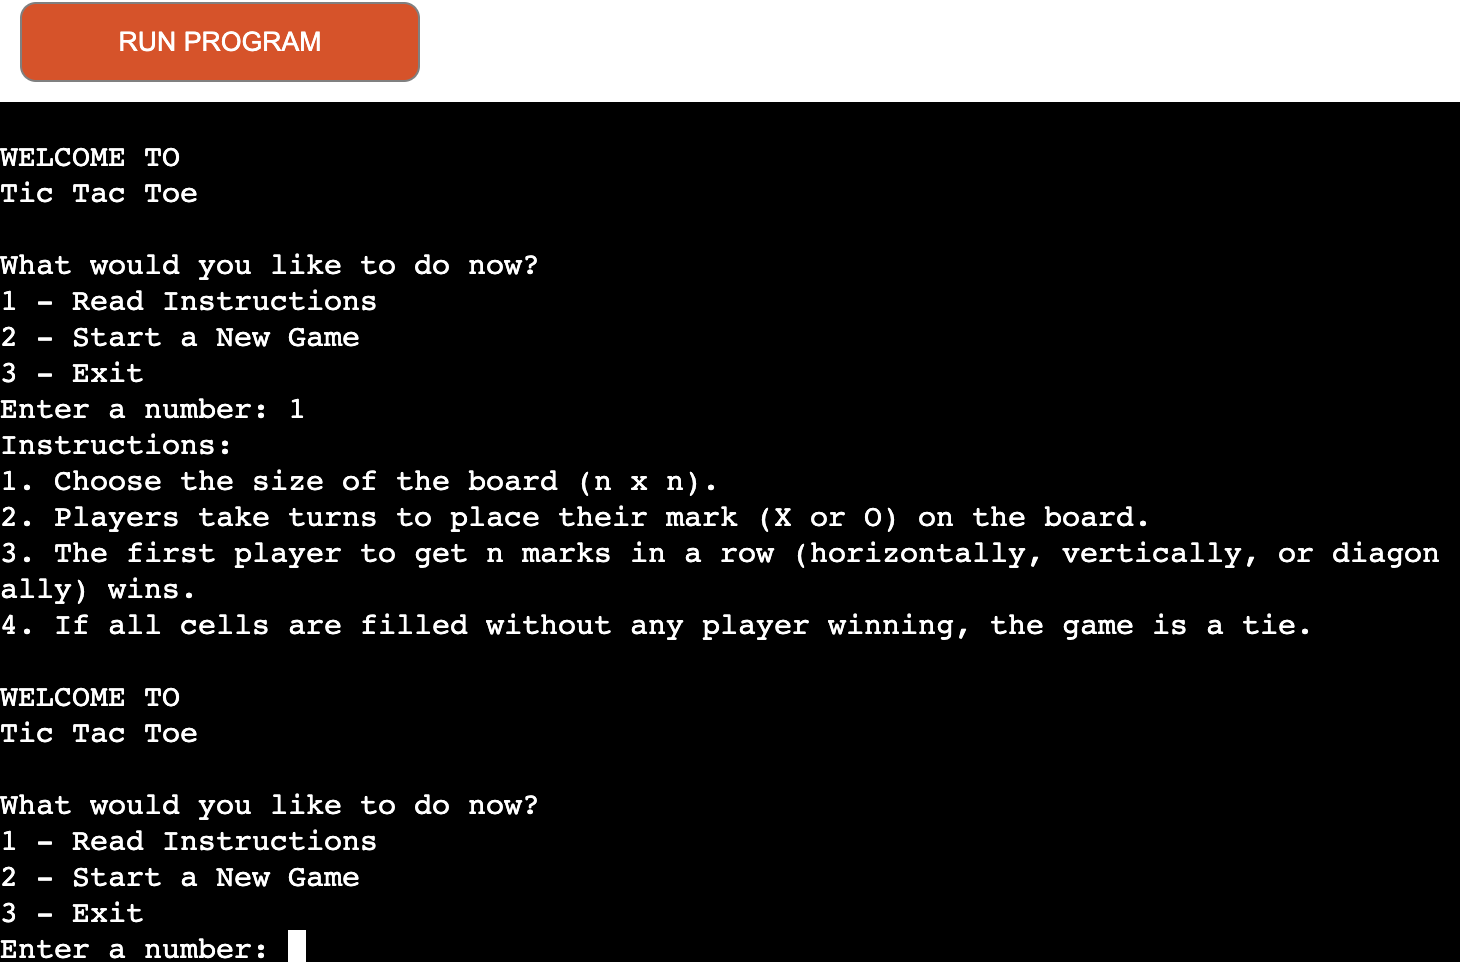 RUN PROGRAM
WELCOME TO
Tic Tac Toe
What would you like to do now?
1 - Read Instructions
2 - Start a New Game
3 - Exit
Enter a number: 1
Instructions:
1. Choose the size of the board (n x n).
2. Players take turns to place their mark (X or O) on the board.
3. The first player to get n marks in a row (horizontally, vertically, or diagon
ally) wins.
4. If all cells are filled without any player winning, the game is a tie.
WELCOME TO
Tic Tac Toe
What would you like to do now?
1 - Read Instructions
2 - Start a New Game
3 - Exit
Enter a number: